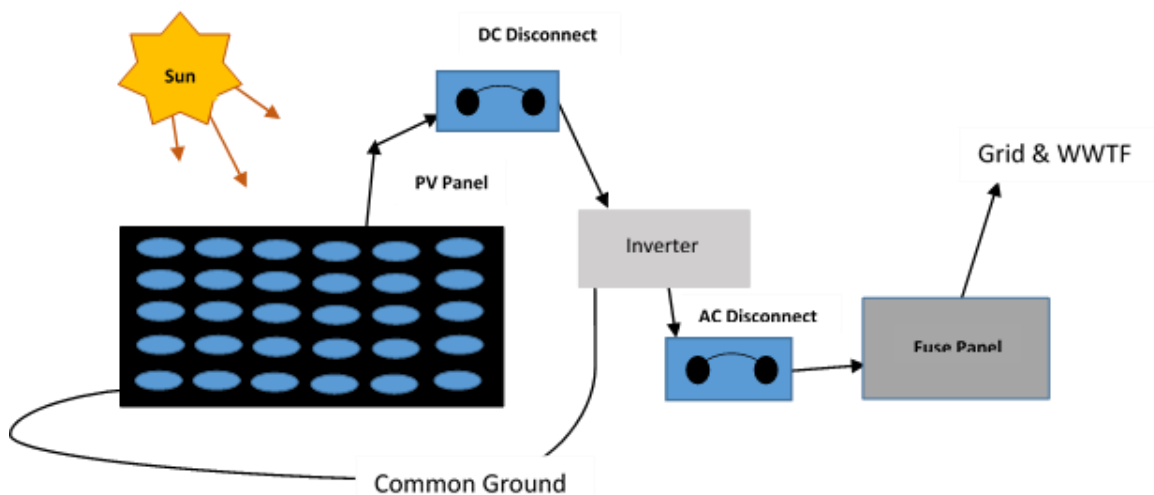 DC Disconnect
Sun
PV Panel
Grid & WWTF
Inverter
AC Disconnect
Fuse Panel
Common Ground